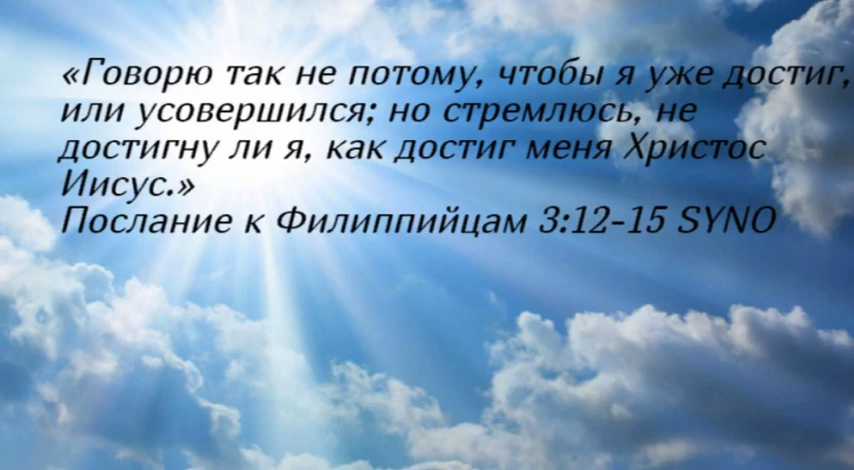 «Говорю так не потому, чтобы я уже достиг,
или усовершился; но стремлюсь, не
достигну ли я, как достиг меня Христос
Иисус.»
Послание к Филиппийцам 3:12-15 SYNO